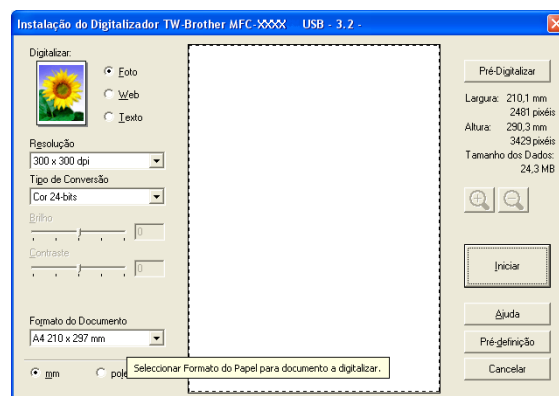 Instalação do Digitalizador TW-Brother MFC-XXXX USB - 3.2 -
Digitalizar:
Foto
Web
Texto
Resolução
300 x 300 dpi
Tipo de Conversão
Cor 24-bits
Brilho
0
Contraste
0
Formato do Documento
A4 210 x 297 mm
mm
Seleccionar Formato do Papel para documento a digitalizar.
Pré-Digitalizar
Largura: 210,1 mm
2481 pixéis
Altura: 290,3 mm
3429 pixéis
Tamanho dos Dados:
24,3 MB
Iniciar
Ajuda
Pré-definição
Cancelar